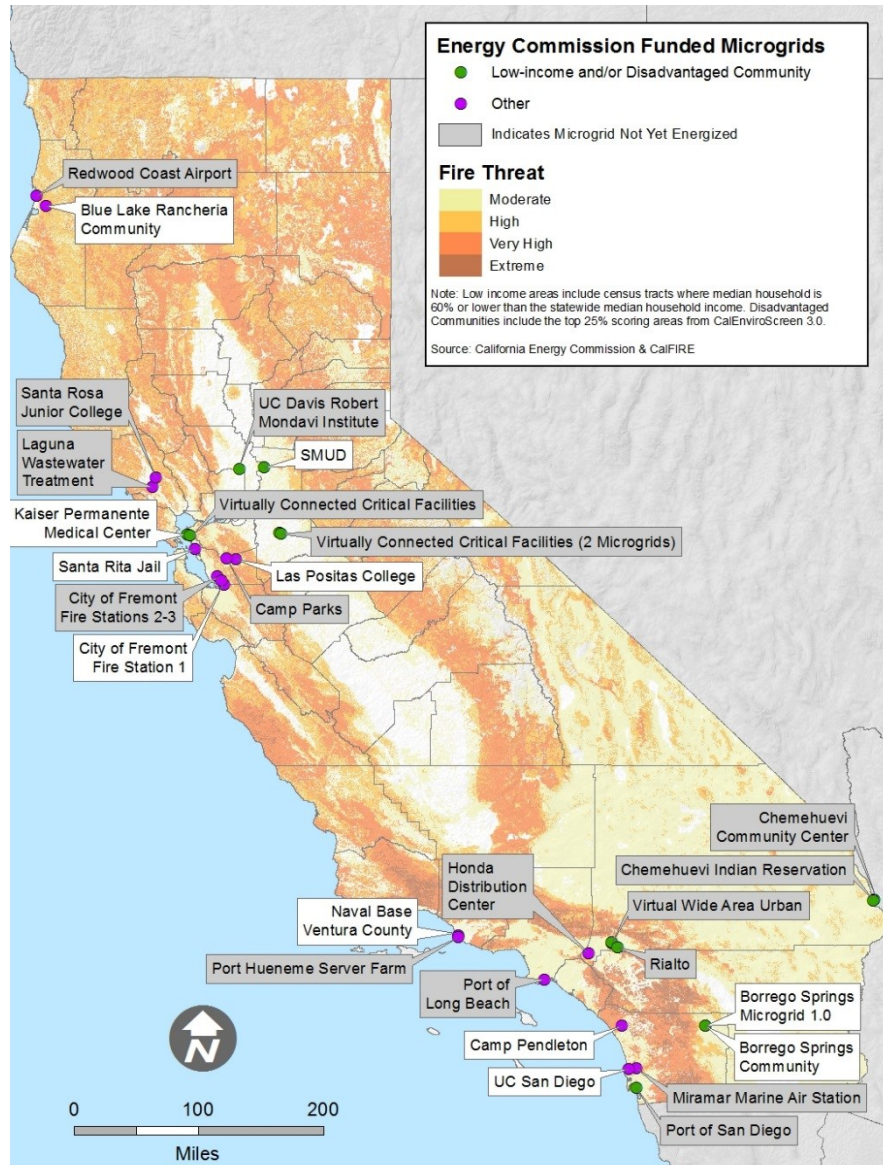 Energy Commission Funded Microgrids
Low-income and/or Disadvantaged Community
Other
Indicates Microgrid Not Yet Energized
Fire Threat
Moderate
High
Very High
Extreme
Note: Low income areas include census tracts where median household is
60% or lower than the statewide median household income. Disadvantaged
Communities include the top 25% scoring areas from CalEnviroScreen 3.0.
Source: California Energy Commission & CalFIRE
Redwood Coast Airport
Blue Lake Rancheria
Community
Santa Rosa
Junior College
UC Davis Robert
Mondavi Institute
Laguna
Wastewater
Treatment
SMUD
Virtually Connected Critical Facilities
Kaiser Permanente
Medical Center
Virtually Connected Critical Facilities (2 Microgrids)
Santa Rita Jail
Las Positas College
City of Fremont
Fire Stations 2-3
Camp Parks
City of Fremont
Fire Station 1
Chemehuevi
Community Center
Honda
Distribution
Center
Chemehuevi Indian Reservation
Naval Base
Ventura County
Virtual Wide Area Urban
Port Hueneme Server Farm
Rialto
Port of
Long Beach
Borrego Springs
Microgrid 1.0
Camp Pendleton
Borrego Springs
Community
UC San Diego
Miramar Marine Air Station
Port of San Diego
N
0 100 200
Miles